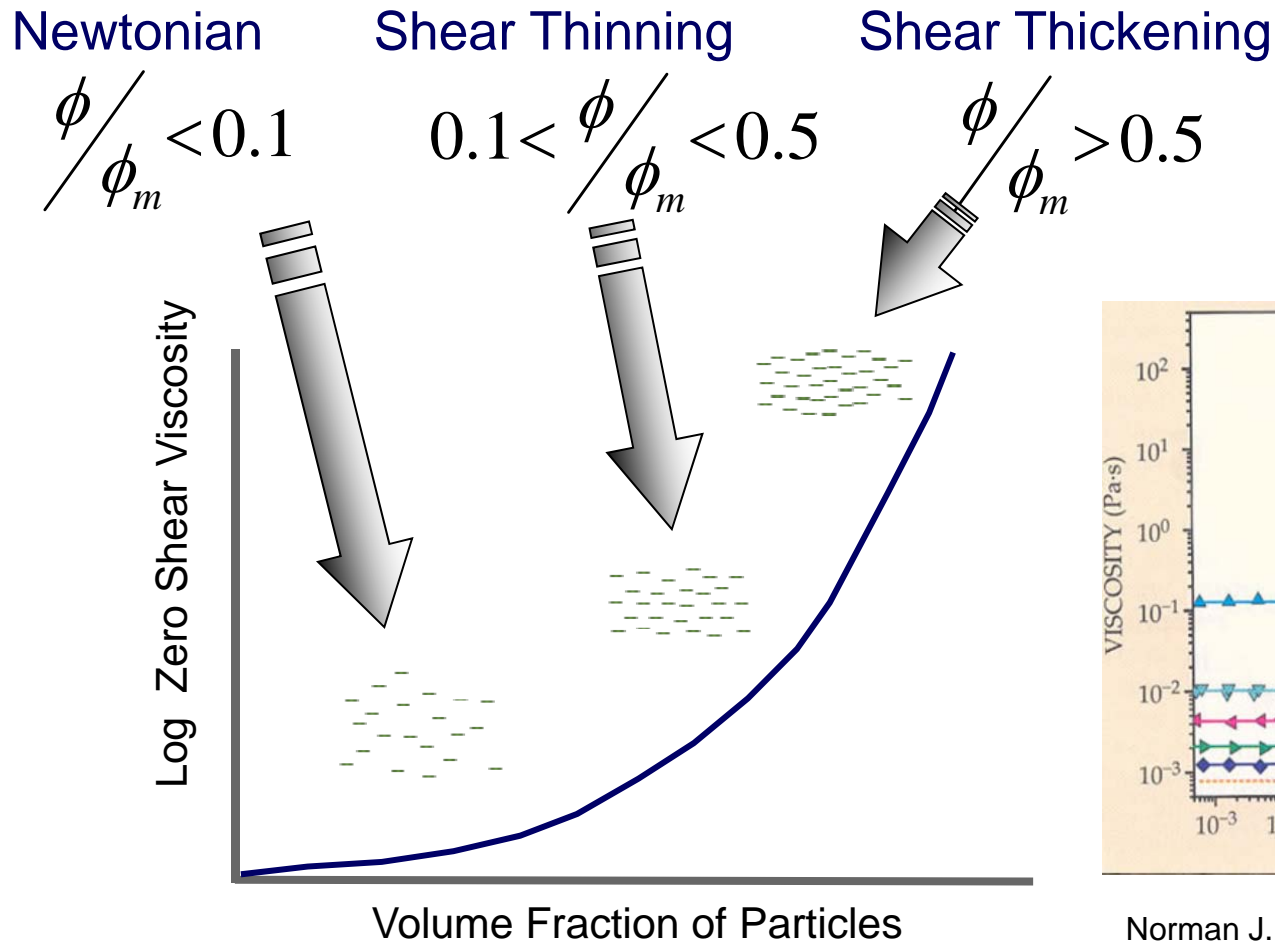 Newtonian Shear Thinning Shear Thickening
ϕ/ϕm <0.1 0.1< ϕ/ϕm <0.5 ϕ/ϕm >0.5
Log Zero Shear Viscosity
Volume Fraction of Particles
VISCOSITY (Pa·s)
10²
10¹
10⁰
10⁻¹
10⁻²
10⁻³
10⁻³
Norman J.